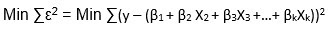 Min ∑ε² = Min ∑(y – (β₁ + β₂ X₂ + β₃X₃ +…+ βₖXₖ))²